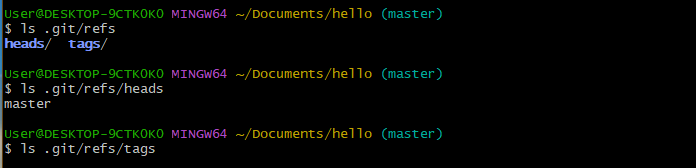 User@DESKTOP-9CTKOKO MINGW64 ~/Documents/hello (master)
$ ls .git/refs
heads/  tags/
User@DESKTOP-9CTKOKO MINGW64 ~/Documents/hello (master)
$ ls .git/refs/heads
master
User@DESKTOP-9CTKOKO MINGW64 ~/Documents/hello (master)
$ ls .git/refs/tags